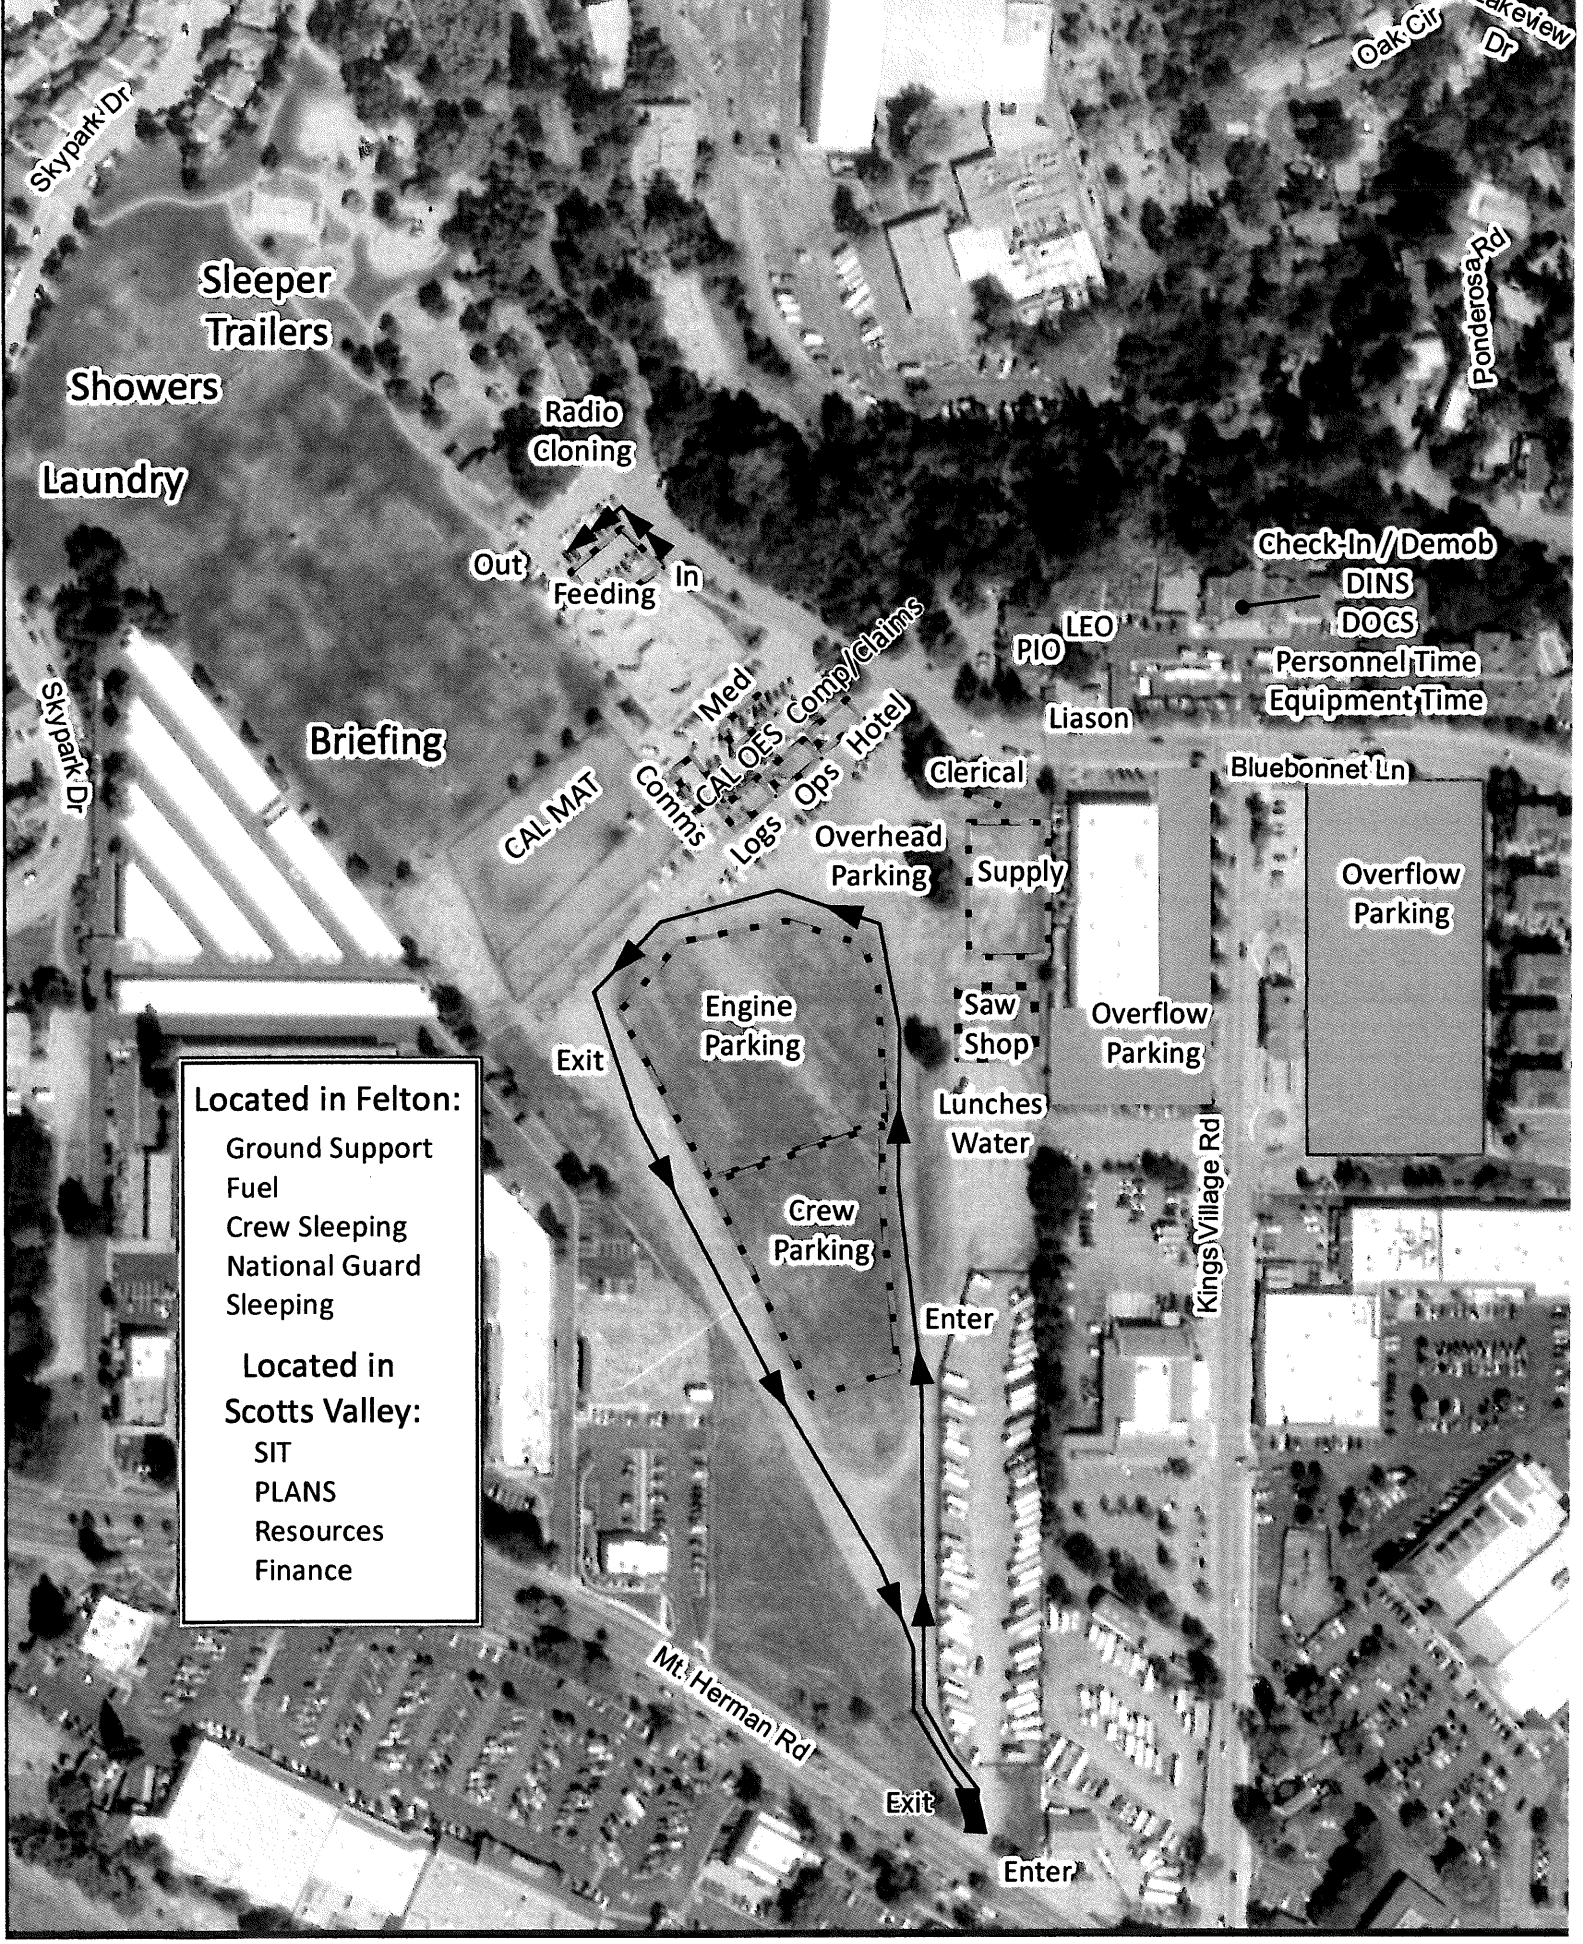 Oak Cir
Lakeview
Dr
Skypark Dr
Ponderosa Rd
Sleeper
Trailers
Showers
Laundry
Radio
Cloning
Out
Feeding
In
Check-In / Demob
DINS
DOCS
Personnel Time
Equipment Time
LEO
PIO
Liason
Med
Comp/Claims
CAL OES
Hotel
Comms
Ops
Logs
Briefing
CAL MAT
Skypark Dr
Clerical
Bluebonnet Ln
Overhead
Parking
Supply
Overflow
Parking
Engine
Parking
Saw
Shop
Overflow
Parking
Exit
Lunches
Water
Crew
Parking
Kings Village Rd
Enter
Located in Felton:
Ground Support
Fuel
Crew Sleeping
National Guard
Sleeping
Located in
Scotts Valley:
SIT
PLANS
Resources
Finance
Mt. Herman Rd
Exit
Enter